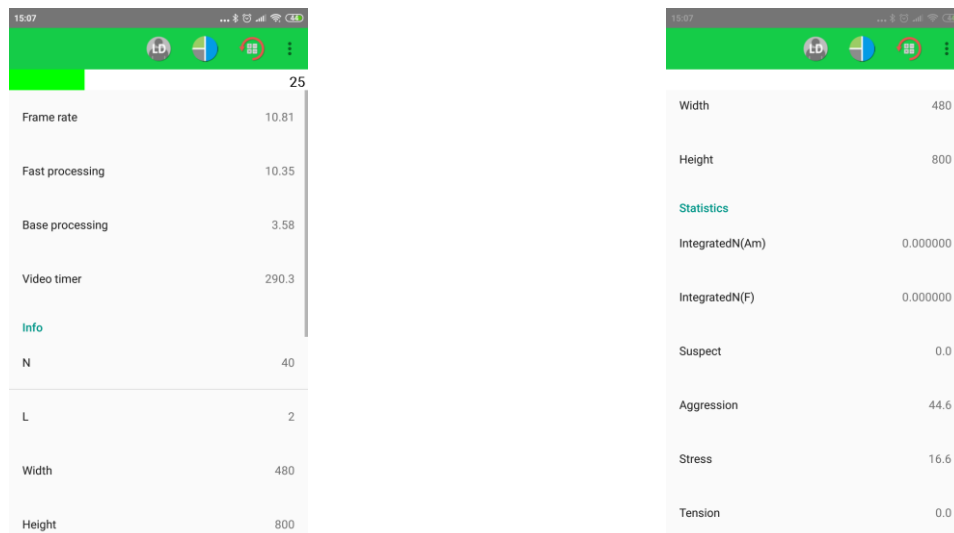 15:07
44
LD
25
Frame rate 10.81
Fast processing 10.35
Base processing 3.58
Video timer 290.3
Info
N 40
L 2
Width 480
Height 800
15:07
LD
Width 480
Height 800
Statistics
IntegratedN(Am) 0.000000
IntegratedN(F) 0.000000
Suspect 0.0
Aggression 44.6
Stress 16.6
Tension 0.0